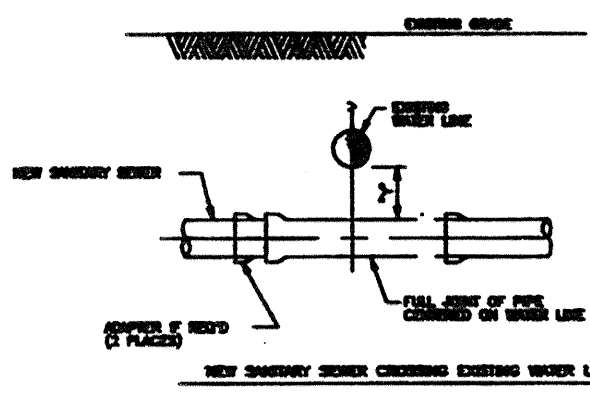 EXISTING GRADE
EXISTING
WATER LINE
NEW SANITARY SEWER
FULL JOINT OF PIPE
CENTERED ON WATER LINE
ADAPTER IF REQ'D
(2 PLACES)
NEW SANITARY SEWER CROSSING EXISTING WATER L